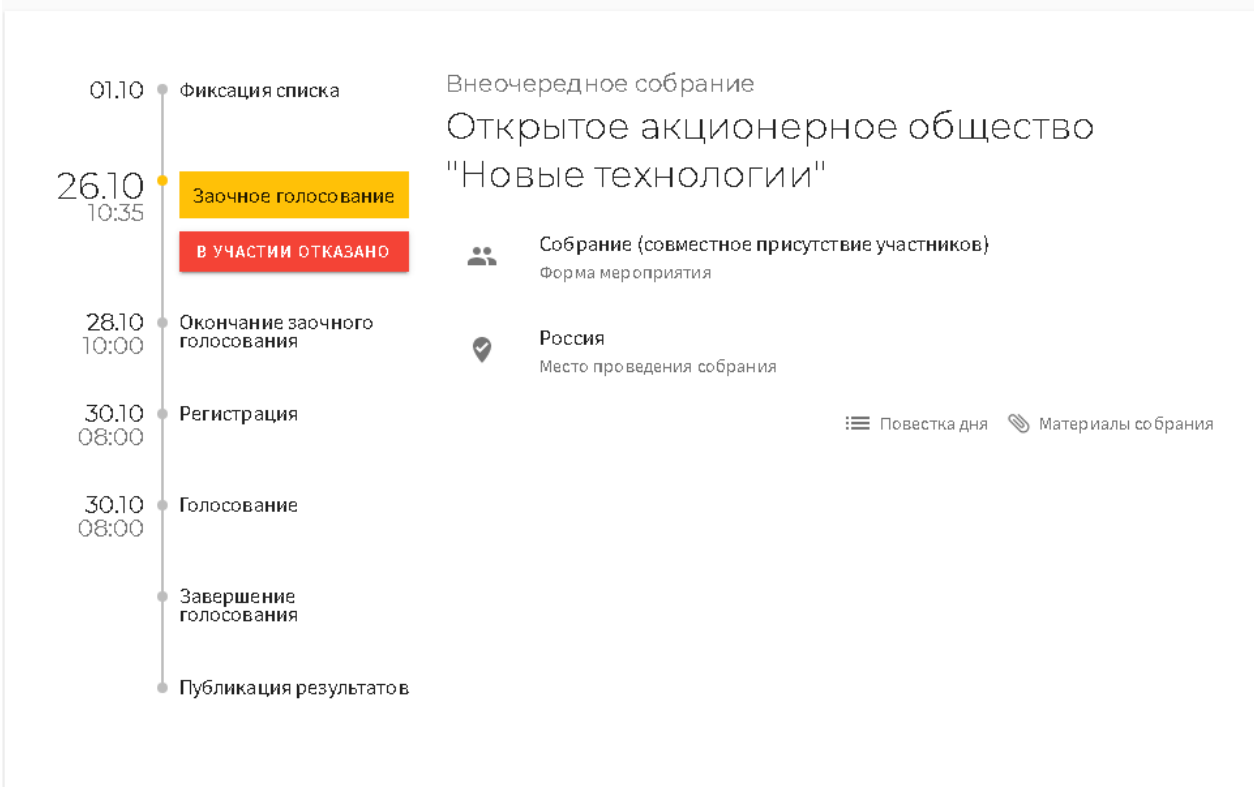 01.10
Фиксация списка
26.10
10:35
Заочное голосование
В УЧАСТИИ ОТКАЗАНО
28.10
10:00
Окончание заочного
голосования
30.10
08:00
Регистрация
30.10
08:00
Голосование
Завершение
голосования
Публикация результатов
Внеочередное собрание
Открытое акционерное общество
"Новые технологии"
Собрание (совместное присутствие участников)
Форма мероприятия
Россия
Место проведения собрания
Повестка дня
Материалы собрания